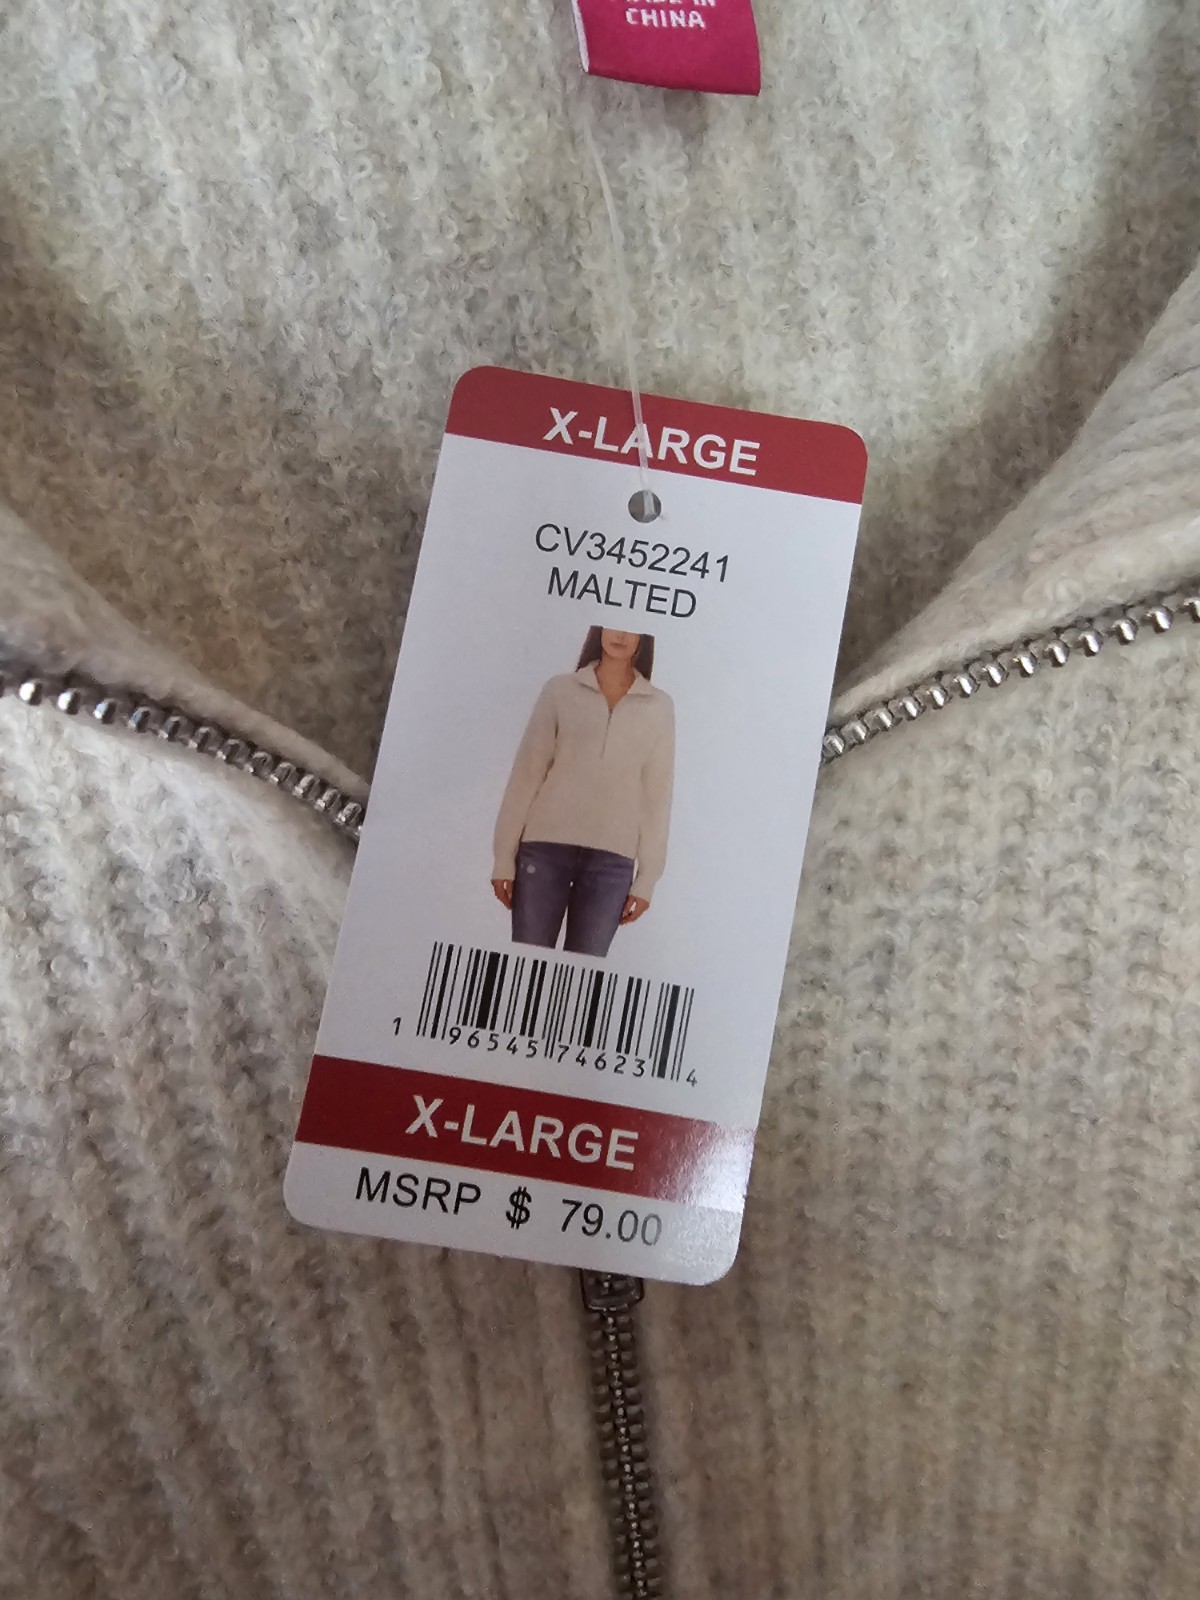 CHINA
X-LARGE
CV3452241
MALTED
1 96545 74623 4
X-LARGE
MSRP $ 79.00